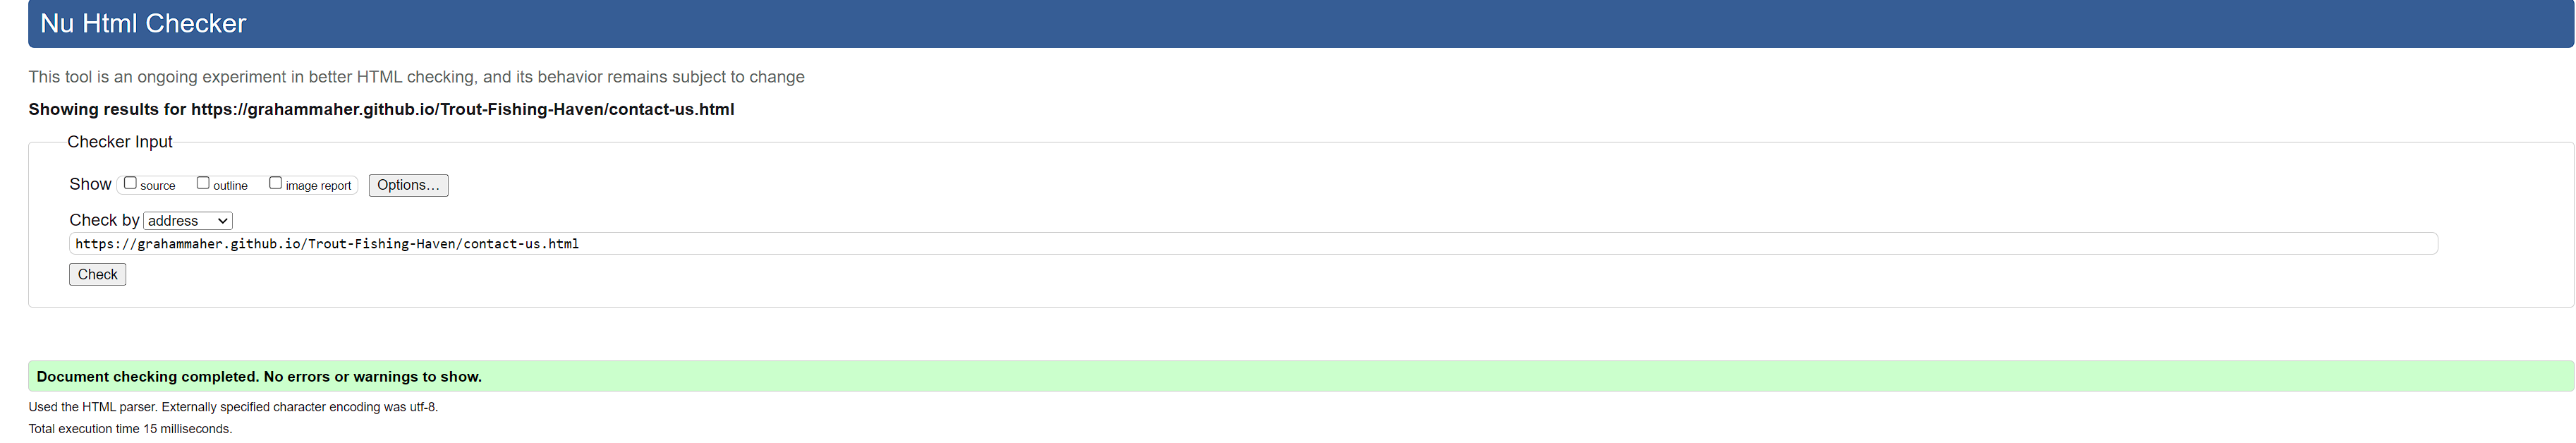 Nu Html Checker
This tool is an ongoing experiment in better HTML checking, and its behavior remains subject to change
Showing results for https://grahammaher.github.io/Trout-Fishing-Haven/contact-us.html
Checker Input
Show source outline image report Options...
Check by address
https://grahammaher.github.io/Trout-Fishing-Haven/contact-us.html
Check
Document checking completed. No errors or warnings to show.
Used the HTML parser. Externally specified character encoding was utf-8.
Total execution time 15 milliseconds.